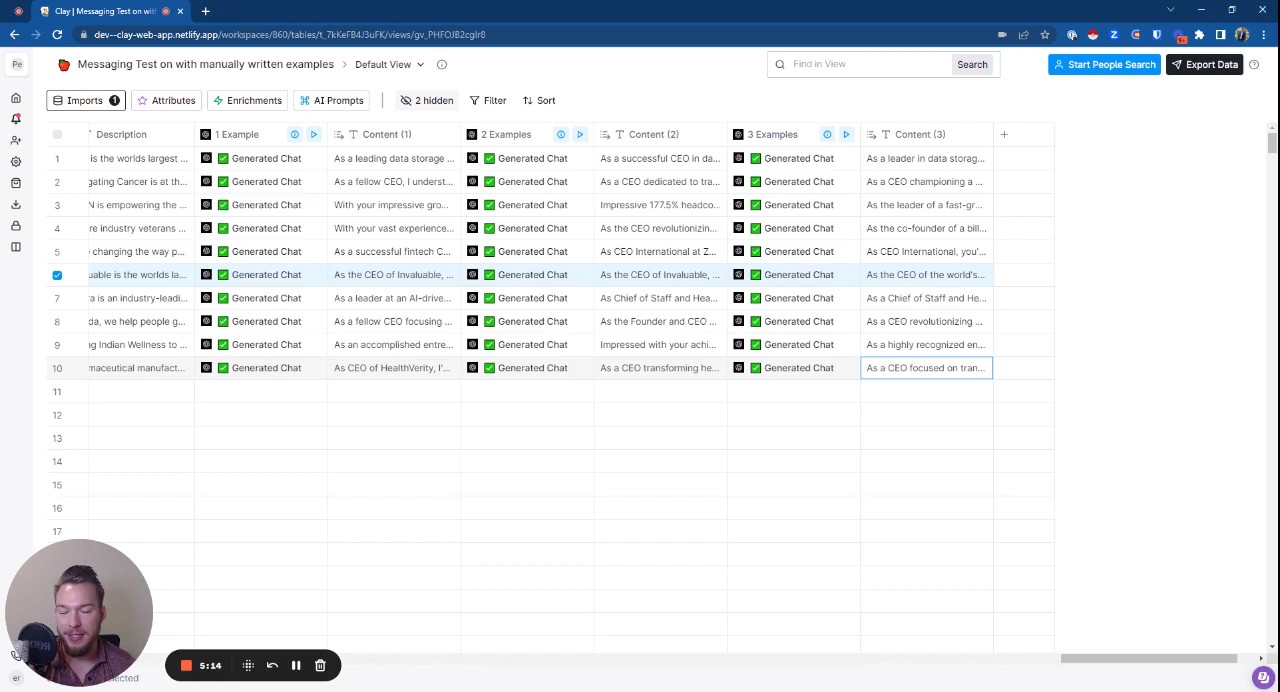 Clay | Messaging Test on with
dev--clay-web-app.netlify.app/workspaces/860/tables/t_7kKeFB4J3uFK/views/gv_PHFOJB2cgIr8
Pe
Messaging Test on with manually written examples > Default View
Find in View
Search
Start People Search
Export Data
Imports 1
Attributes
Enrichments
AI Prompts
2 hidden
Filter
Sort
Description
1 Example
T Content (1)
2 Examples
T Content (2)
3 Examples
T Content (3)
1 is the worlds largest ... Generated Chat As a leading data storage ... Generated Chat As a successful CEO in da... Generated Chat As a leader in data storag...
2 gating Cancer is at th... Generated Chat As a fellow CEO, I underst... Generated Chat As a CEO dedicated to tra... Generated Chat As a CEO championing a ...
3 N is empowering the ... Generated Chat With your impressive gro... Generated Chat Impressive 177.5% headco... Generated Chat As the leader of a fast-gr...
4 re industry veterans ... Generated Chat With your vast experience... Generated Chat As the CEO revolutionizin... Generated Chat As the co-founder of a bill...
5 e changing the way p... Generated Chat As a successful fintech C... Generated Chat As CEO International at Z... Generated Chat As CEO International, you'...
uable is the worlds la... Generated Chat As the CEO of Invaluable, ... Generated Chat As the CEO of Invaluable, ... Generated Chat As the CEO of the world's...
7 ra is an industry-leadi... Generated Chat As a leader at an AI-drive... Generated Chat As Chief of Staff and Hea... Generated Chat As a Chief of Staff and He...
8 da, we help people g... Generated Chat As a fellow CEO focusing ... Generated Chat As the Founder and CEO ... Generated Chat As a CEO revolutionizing ...
9 ng Indian Wellness to ... Generated Chat As an accomplished entre... Generated Chat Impressed with your achi... Generated Chat As a highly recognized en...
10 maceutical manufact... Generated Chat As CEO of HealthVerity, I'... Generated Chat As a CEO transforming he... Generated Chat As a CEO focused on tran...
11
12
13
14
15
16
17
5:14
er